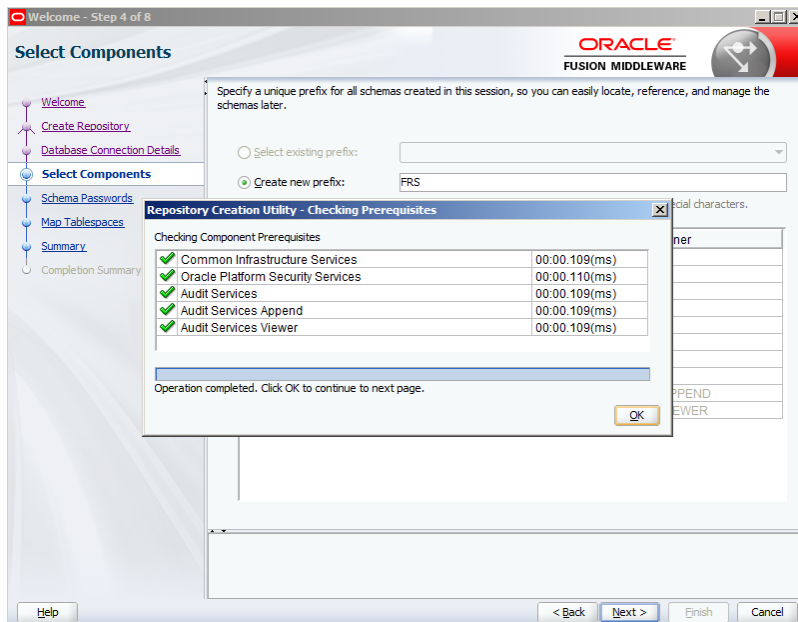 Welcome - Step 4 of 8
Select Components
ORACLE
FUSION MIDDLEWARE
Welcome
Create Repository
Database Connection Details
Select Components
Schema Passwords
Map Tablespaces
Summary
Completion Summary
Specify a unique prefix for all schemas created in this session, so you can easily locate, reference, and manage the
schemas later.
Select existing prefix:
Create new prefix: FRS
ecial characters.
ner
PPEND
EWER
Repository Creation Utility - Checking Prerequisites
Checking Component Prerequisites
Common Infrastructure Services 00:00.109(ms)
Oracle Platform Security Services 00:00.110(ms)
Audit Services 00:00.109(ms)
Audit Services Append 00:00.109(ms)
Audit Services Viewer 00:00.109(ms)
Operation completed. Click OK to continue to next page.
OK
Help
< Back Next > Finish Cancel